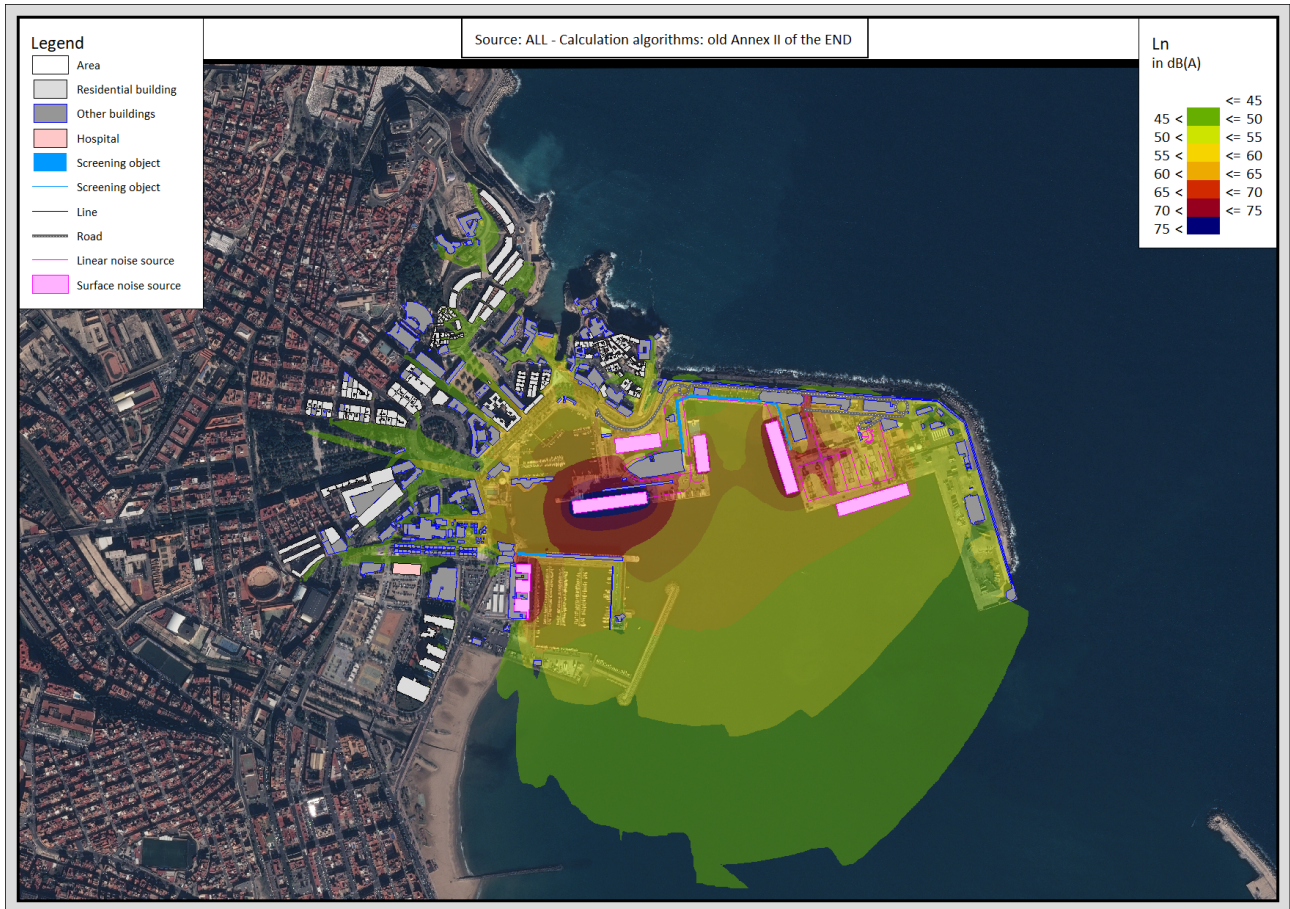 Source: ALL - Calculation algorithms: old Annex II of the END
Legend
Area
Residential building
Other buildings
Hospital
Screening object
Screening object
Line
Road
Linear noise source
Surface noise source
Ln
in dB(A)
<= 45
45 < <= 50
50 < <= 55
55 < <= 60
60 < <= 65
65 < <= 70
70 < <= 75
75 <